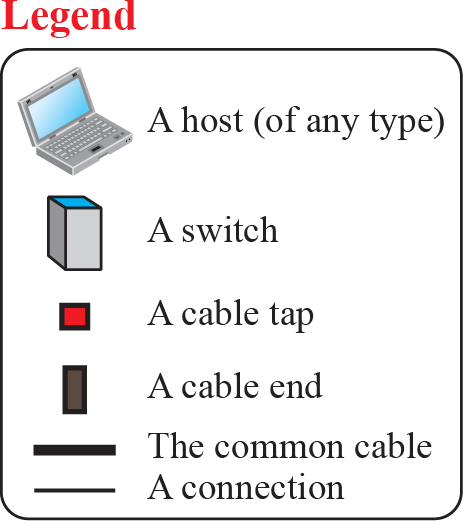 Legend
A host (of any type)
A switch
A cable tap
A cable end
The common cable
A connection